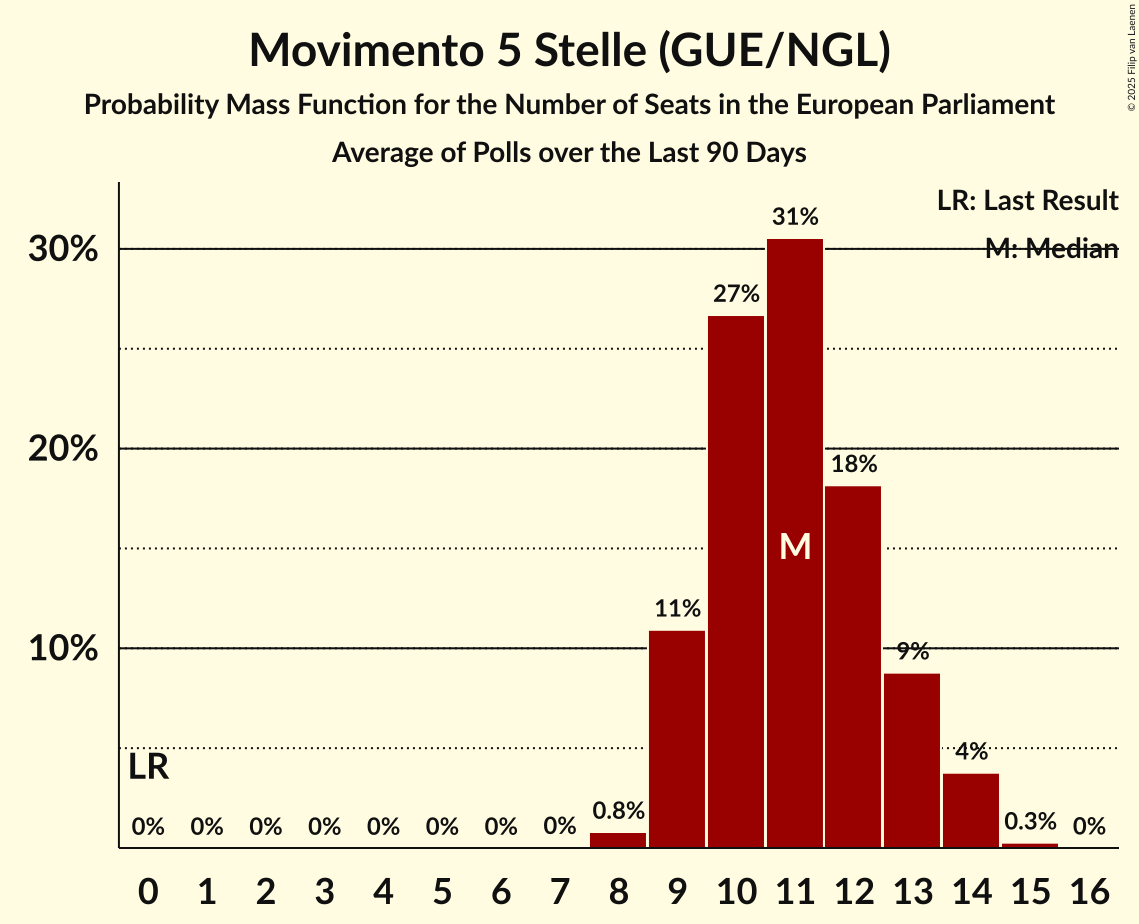 Movimento 5 Stelle (GUE/NGL)
Probability Mass Function for the Number of Seats in the European Parliament
Average of Polls over the Last 90 Days
© 2025 Filip van Laenen
LR: Last Result
M: Median
30%
20%
10%
31%
27%
18%
M
11%
9%
4%
LR
0% 0% 0% 0% 0% 0% 0% 0% 0.8% 0.3% 0%
0 1 2 3 4 5 6 7 8 9 10 11 12 13 14 15 16